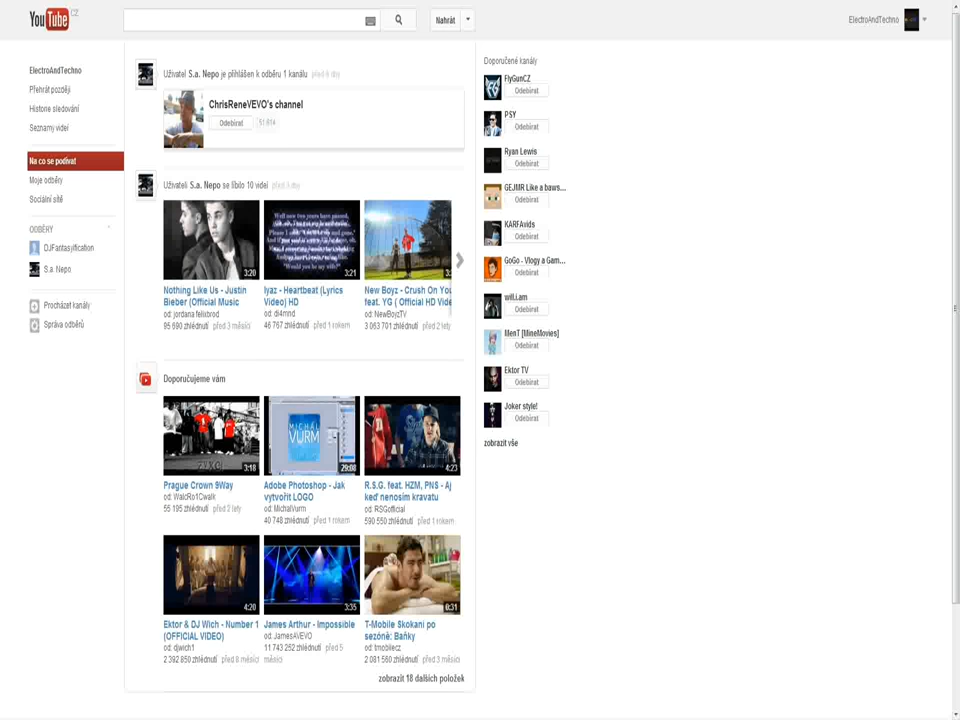 YouTube CZ
Nahrát
ElectroAndTechno
ElectroAndTechno
Přehrát později
Historie sledování
Seznamy videí
Na co se podívat
Moje odběry
Sociální sítě
ODBĚRY
DJFantasyification
S.a. Nepo
Procházet kanály
Správa odběrů
Uživatel S.a. Nepo je přihlášen k odběru 1 kanálu před 6 dny
ChrisReneVEVO's channel
Odebírat 51 614
Uživateli S.a. Nepo se líbilo 10 videí
3:20
3:21
Nothing Like Us - Justin
Bieber (Official Music
od: jordana felixbrod
95 690 zhlédnutí před 3 měsíci
Iyaz - Heartbeat (Lyrics
Video) HD
od: di4mnd
46 767 zhlédnutí před 1 rokem
New Boyz - Crush On You
feat. YG ( Official HD Vide
od: NewBoyzTV
3 063 701 zhlédnutí před 2 lety
Doporučujeme vám
3:18
MICHAL
VURM
29:08
4:23
Prague Crown 9Way
od: WalcRo1Cwalk
55 195 zhlédnutí před 2 lety
Adobe Photoshop - Jak
vytvořit LOGO
od: MichalVurm
40 748 zhlédnutí před 1 rokem
R.S.G. feat. HZM, PNS - Aj
keď nenosím kravatu
od: RSGofficial
590 550 zhlédnutí před 1 rokem
4:20
3:35
0:31
Ektor & DJ Wich - Number 1
(OFFICIAL VIDEO)
od: djwich1
2 392 850 zhlédnutí před 8 měsíci
James Arthur - Impossible
od: JamesAVEVO
11 743 252 zhlédnutí před 5
měsíci
T-Mobile Skokani po
sezóně: Baňky
od: tmobilecz
2 081 560 zhlédnutí před 3 měsíci
zobrazit 18 dalších položek
Doporučené kanály
FlyGunCZ
Odebírat
PSY
Odebírat
Ryan Lewis
Odebírat
GEJMR Like a baws...
Odebírat
KARFAvids
Odebírat
GoGo - Vlogy a Gam...
Odebírat
will.i.am
Odebírat
MenT [MineMovies]
Odebírat
Ektor TV
Odebírat
Joker style!
Odebírat
zobrazit vše